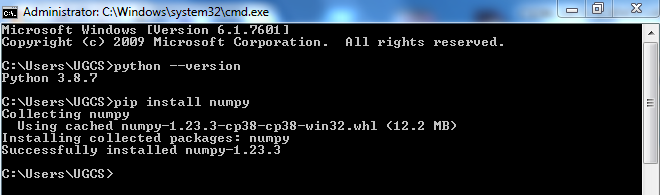 Administrator: C:\Windows\system32\cmd.exe
Microsoft Windows [Version 6.1.7601]
Copyright (c) 2009 Microsoft Corporation.  All rights reserved.
C:\Users\UGCS>python --version
Python 3.8.7
C:\Users\UGCS>pip install numpy
Collecting numpy
  Using cached numpy-1.23.3-cp38-cp38-win32.whl (12.2 MB)
Installing collected packages: numpy
Successfully installed numpy-1.23.3
C:\Users\UGCS>